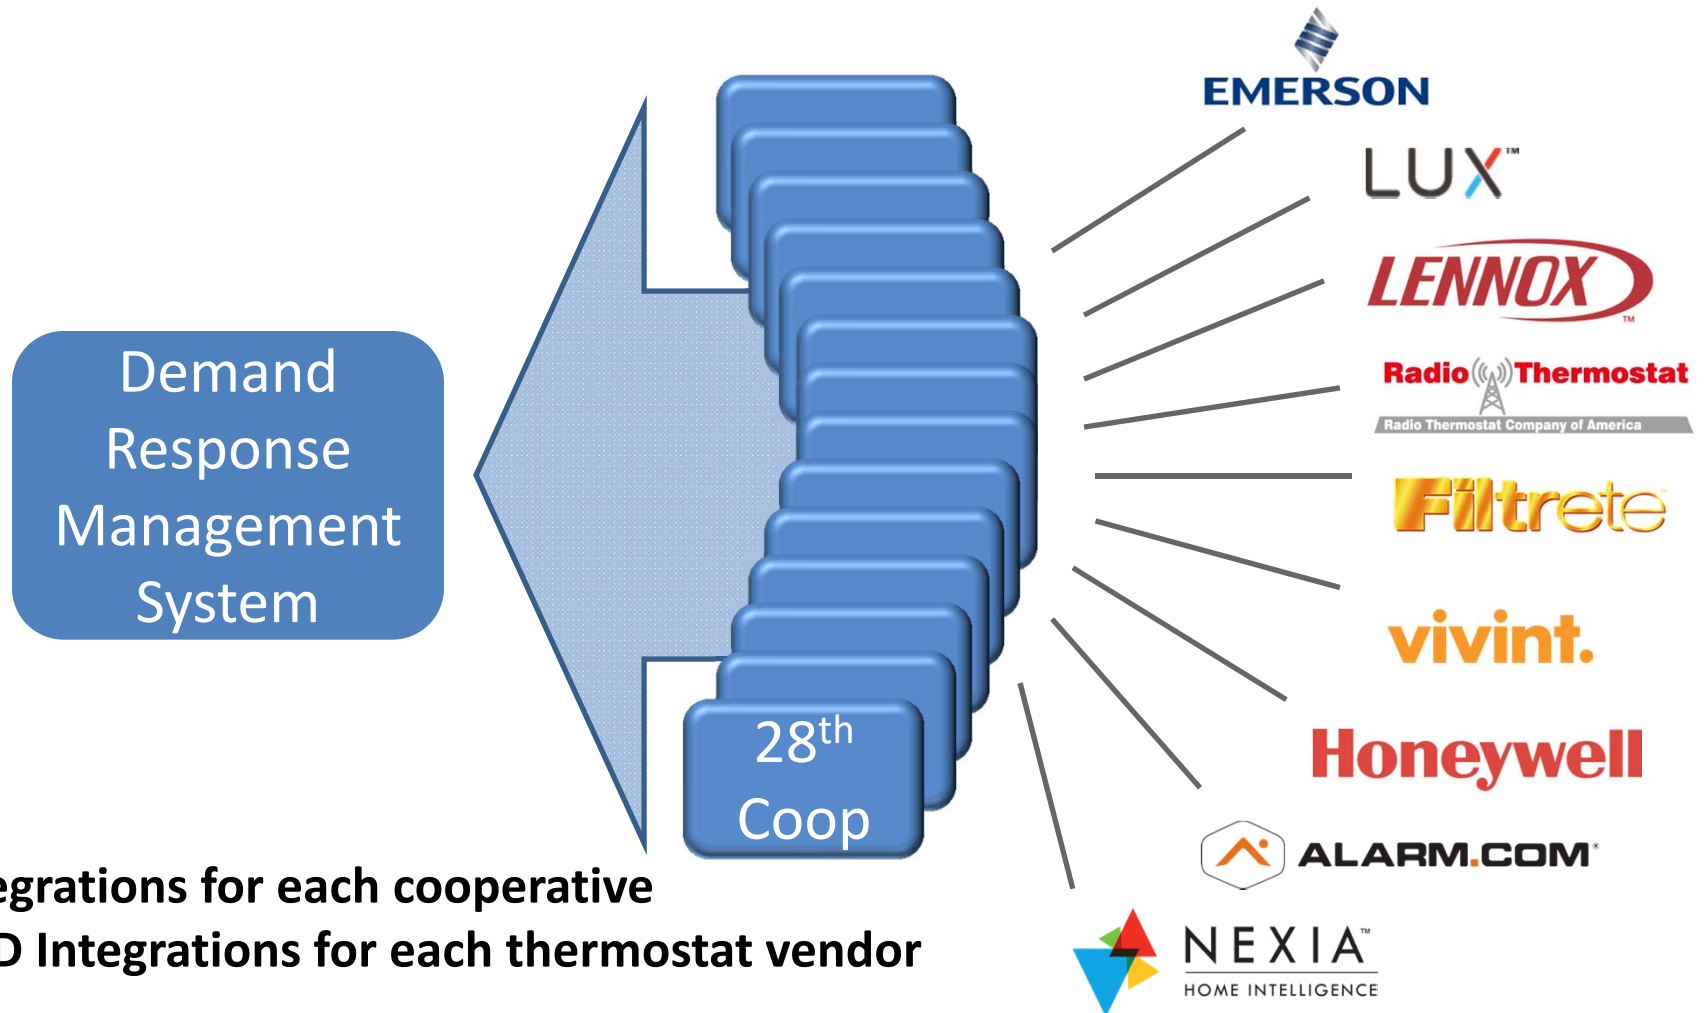 Demand
Response
Management
System
28th
Coop
EMERSON
LUX™
LENNOX
™
Radio Thermostat
Radio Thermostat Company of America
Filtrete
vivint.
Honeywell
ALARM.COM
NEXIA™
HOME INTELLIGENCE
for each cooperative
D Integrations for each thermostat vendor